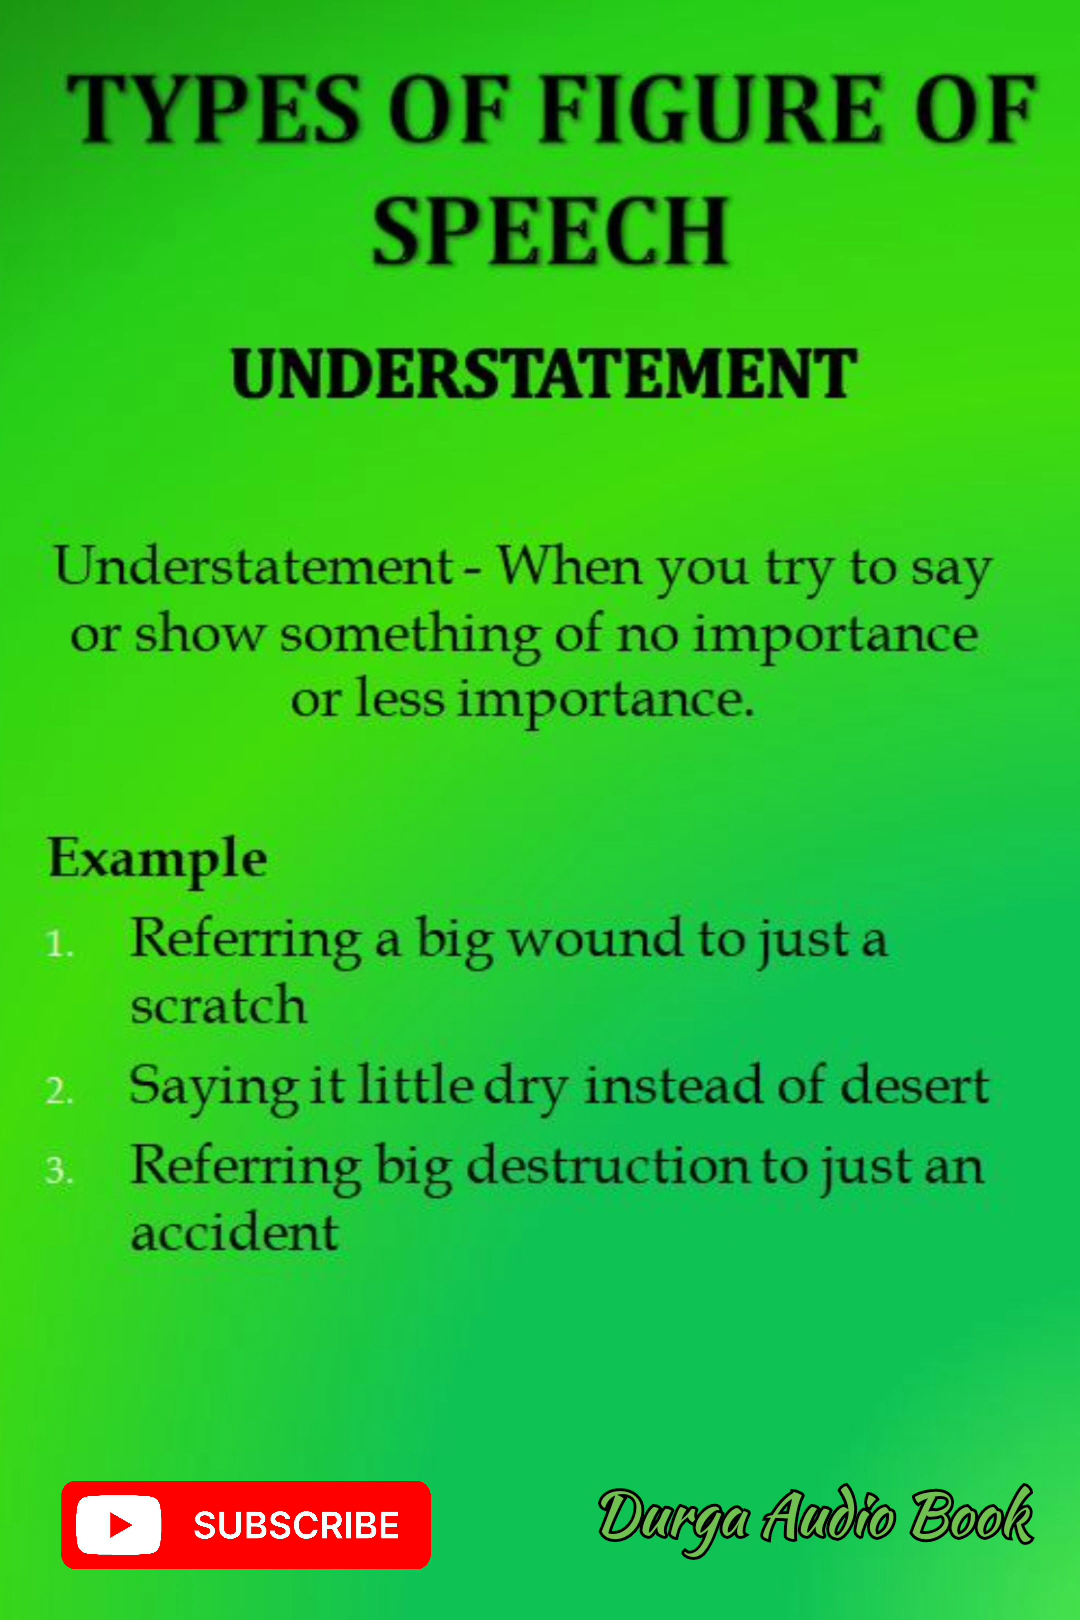 TYPES OF FIGURE OF
SPEECH
UNDERSTATEMENT
Understatement - When you try to say
or show something of no importance
or less importance.
Example
1. Referring a big wound to just a
scratch
2. Saying it little dry instead of desert
3. Referring big destruction to just an
accident
SUBSCRIBE
Durga Audio Book